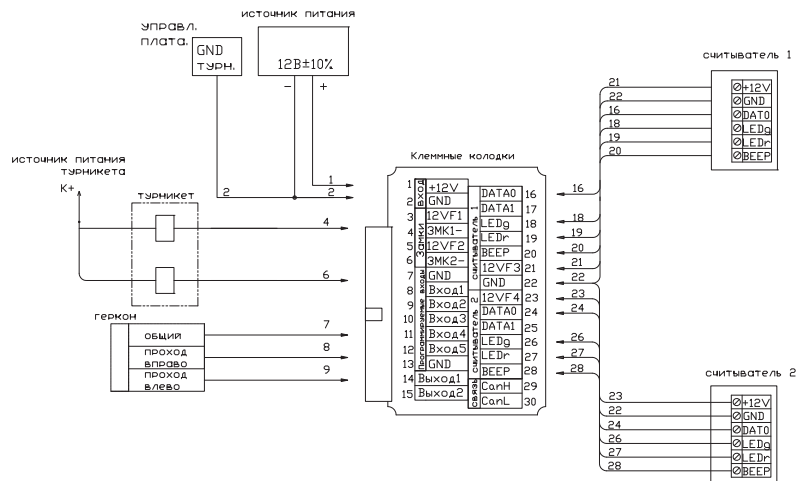 источник питания
УПРАВЛ.
ПЛАТА.
GND
ТУРН.
12В±10%
-
+
источник питания
турникета
К+
турникет
1
2
2
4
6
геркон
общий
проход
вправо
проход
влево
7
8
9
Клеммные колодки
1 +12V
2 GND
3 12VF1
4 ЗМК1-
5 12VF2
6 ЗМК2-
7 GND
8 Вход1
9 Вход2
10 Вход3
11 Вход4
12 Вход5
13 GND
14 Выход1
15 Выход2
вход
Замки
Программируемые входы
считыватель 1
считыватель 2
связь
DATA0 16
DATA1 17
LEDg 18
LEDr 19
BEEP 20
12VF3 21
GND 22
12VF4 23
DATA0 24
DATA1 25
LEDg 26
LEDr 27
BEEP 28
CanH 29
CanL 30
16
18
19
20
21
22
23
24
26
27
28
считыватель 1
21 +12V
22 GND
16 DAT0
18 LEDg
19 LEDr
20 BEEP
считыватель 2
23 +12V
22 GND
24 DAT0
26 LEDg
27 LEDr
28 BEEP